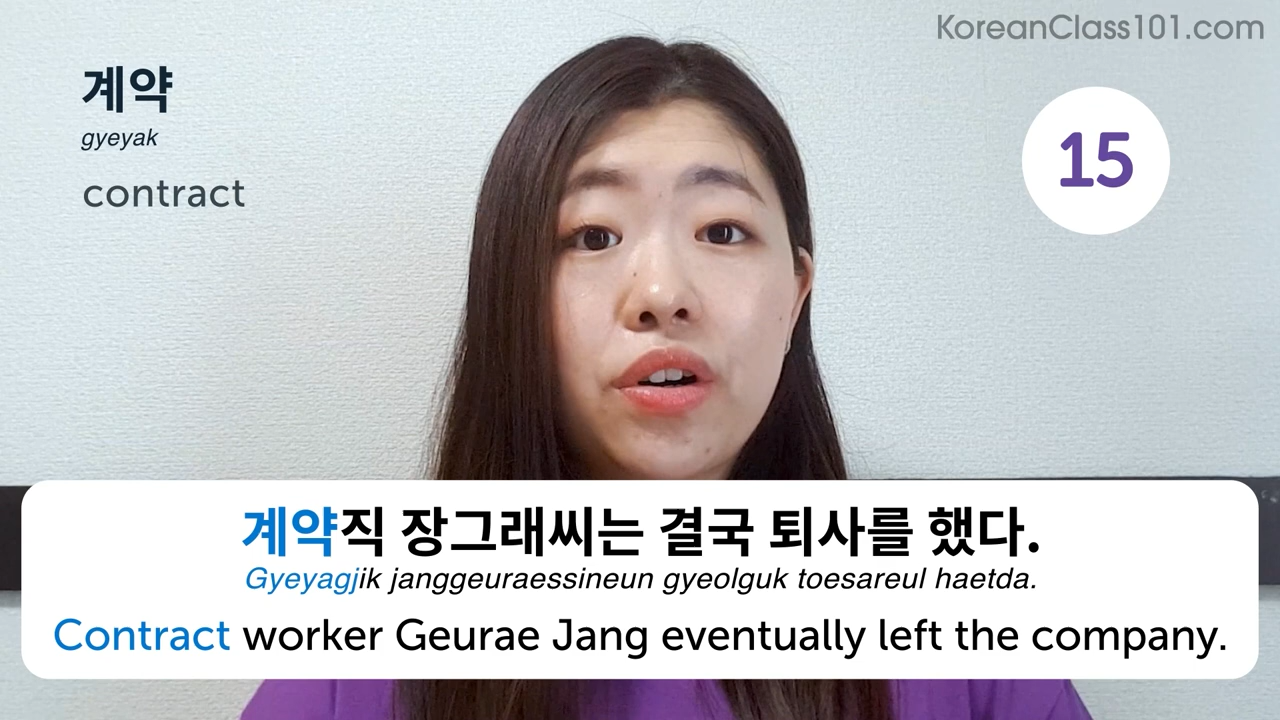 KoreanClass101.com
계약
gyeyak
contract
15
계약직 장그래씨는 결국 퇴사를 했다.
Gyeyagjik janggeuraessineun gyeolguk toesareul haetda.
Contract worker Geurae Jang eventually left the company.